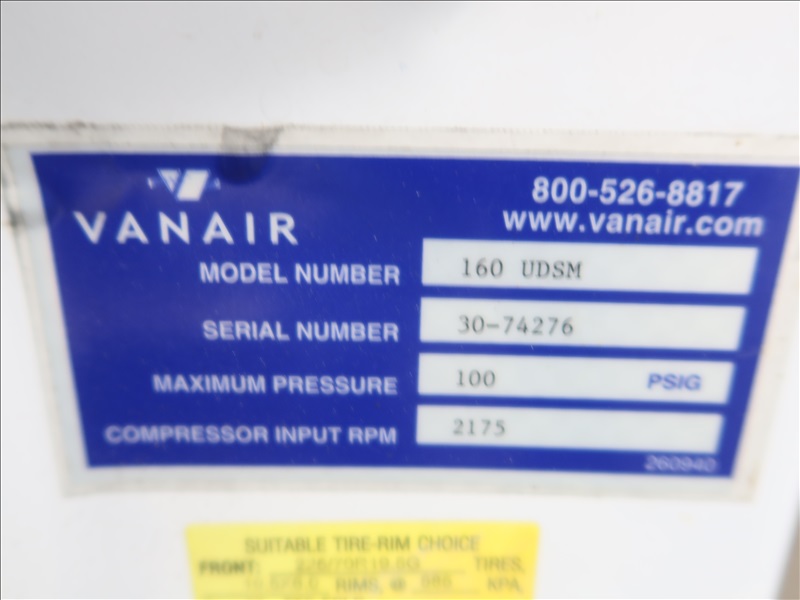 VANAIR
800-526-8817
www.vanair.com
MODEL NUMBER 160 UDSM
SERIAL NUMBER 30-74276
MAXIMUM PRESSURE 100 PSIG
COMPRESSOR INPUT RPM 2175
260940
SUITABLE TIRE-RIM CHOICE
FRONT: TIRES,
RIMS, @ KPA,